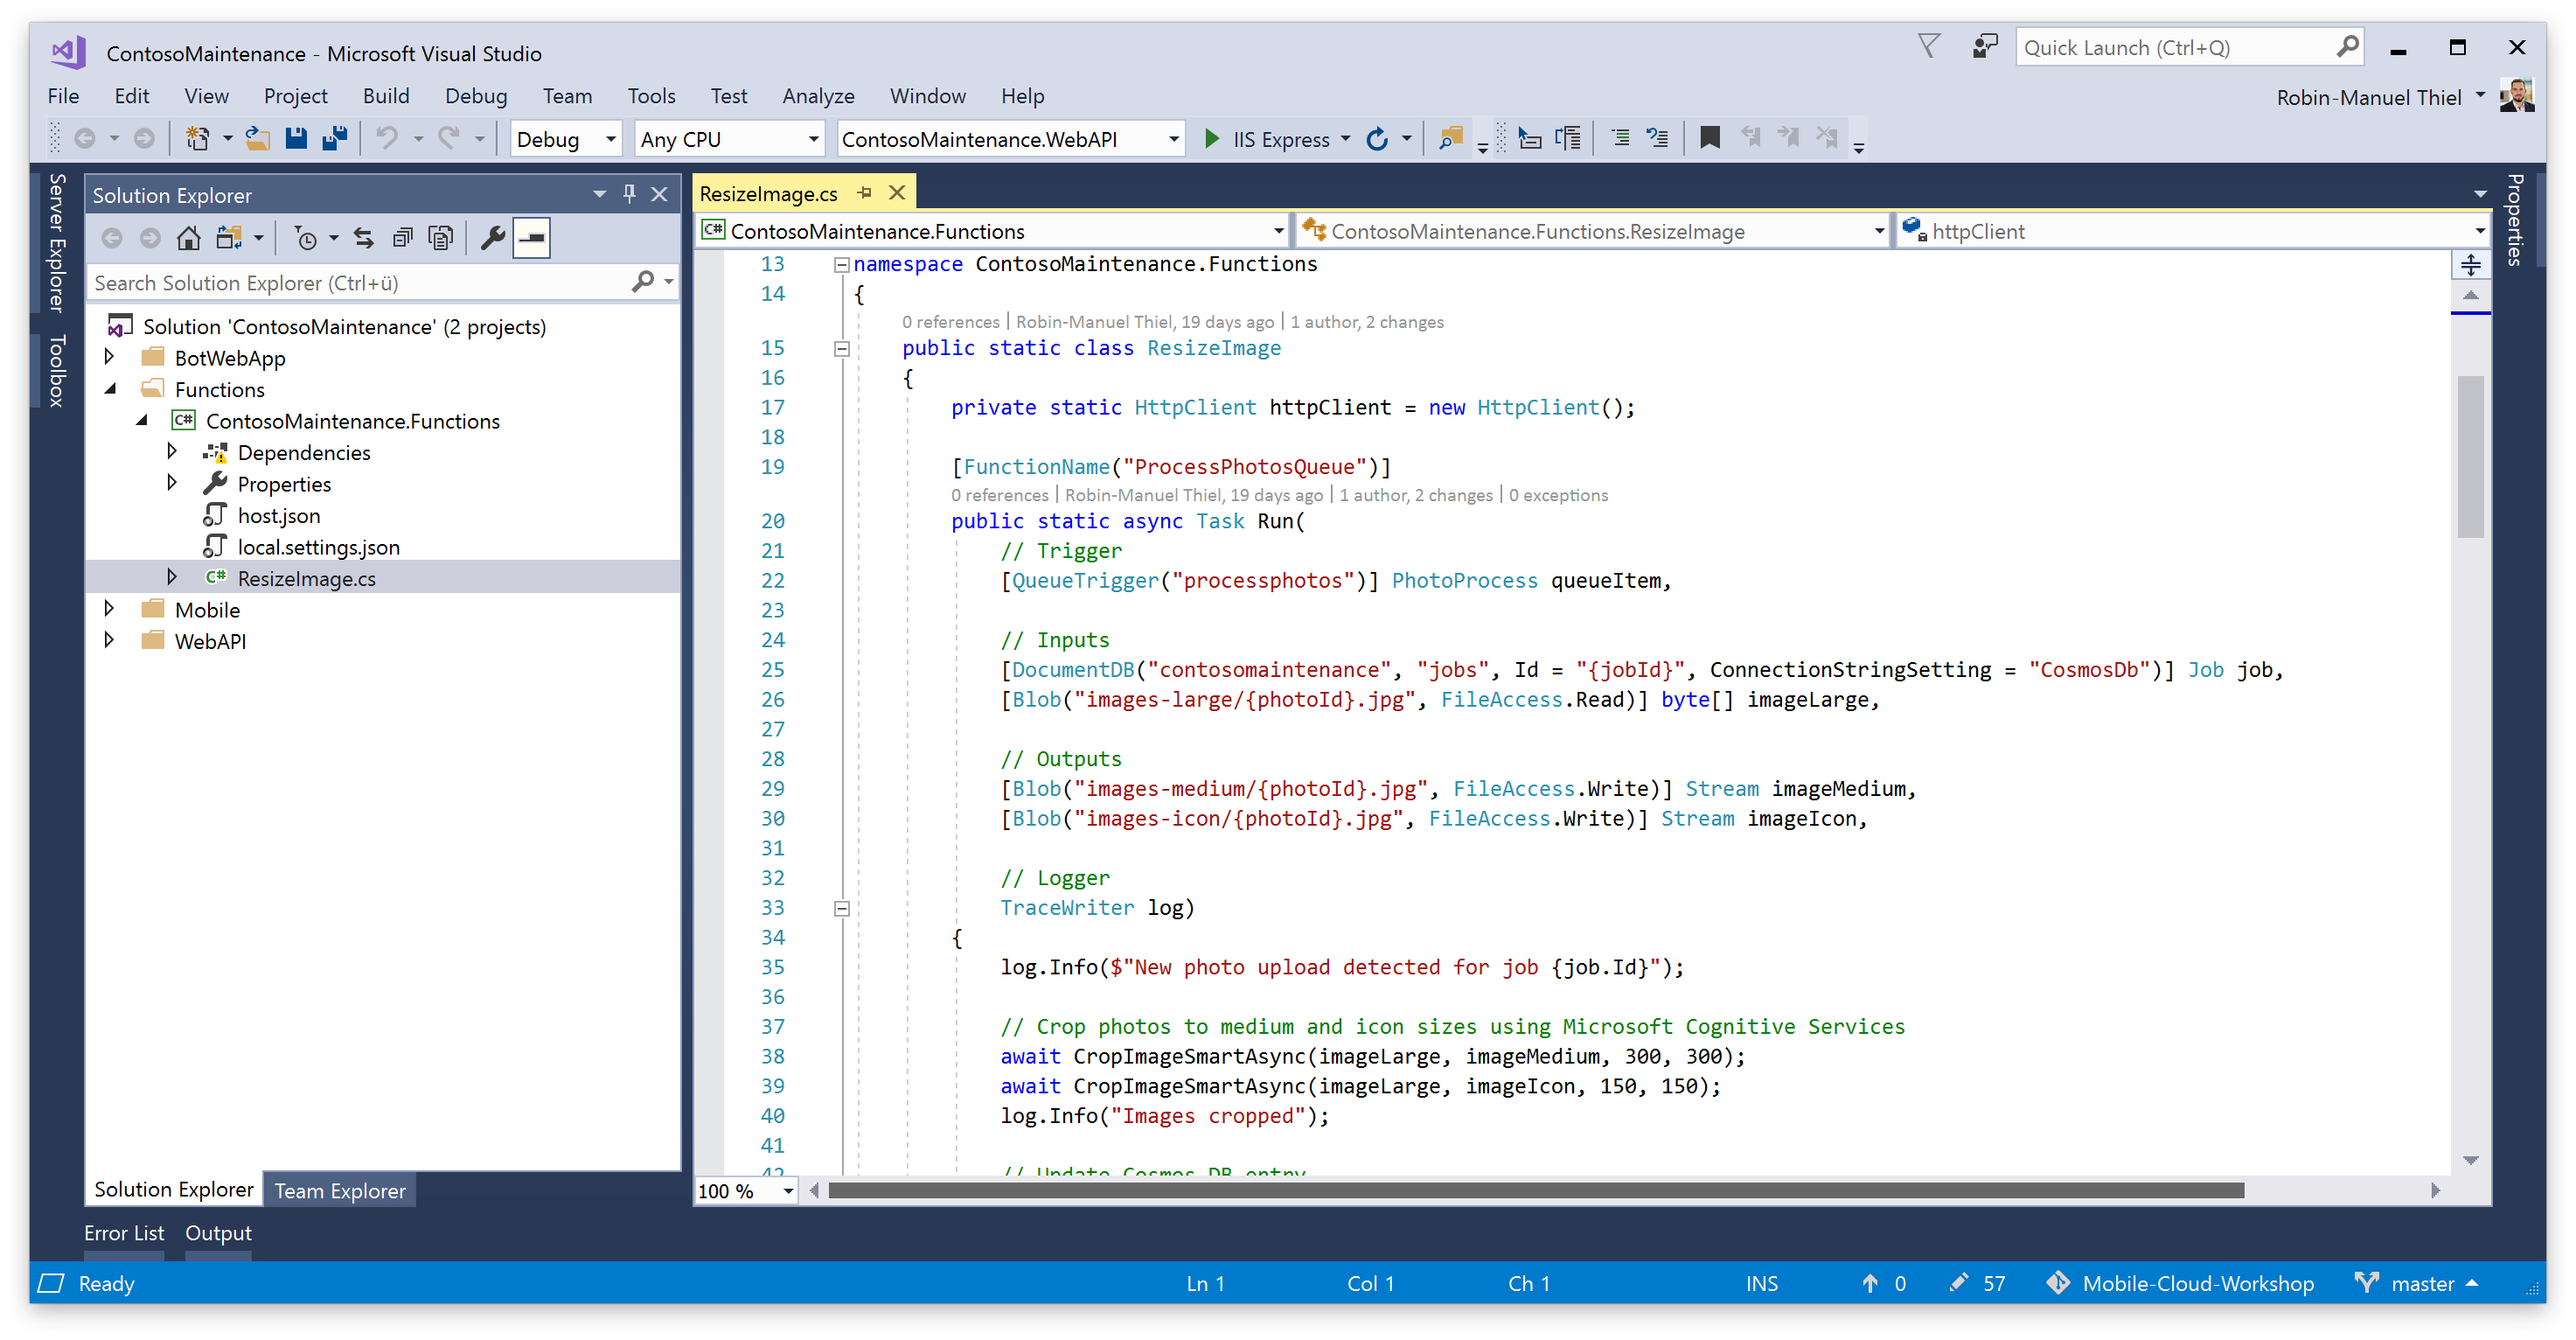 ContosoMaintenance - Microsoft Visual Studio
Quick Launch (Ctrl+Q)
File Edit View Project Build Debug Team Tools Test Analyze Window Help
Robin-Manuel Thiel
Debug Any CPU ContosoMaintenance.WebAPI IIS Express
Server Explorer
Toolbox
Solution Explorer
Search Solution Explorer (Ctrl+ü)
Solution 'ContosoMaintenance' (2 projects)
BotWebApp
Functions
C# ContosoMaintenance.Functions
Dependencies
Properties
host.json
local.settings.json
C# ResizeImage.cs
Mobile
WebAPI
Solution Explorer Team Explorer
ResizeImage.cs
C# ContosoMaintenance.Functions ContosoMaintenance.Functions.ResizeImage httpClient
13 namespace ContosoMaintenance.Functions
14 {
0 references | Robin-Manuel Thiel, 19 days ago | 1 author, 2 changes
15 public static class ResizeImage
16 {
17 private static HttpClient httpClient = new HttpClient();
18
19 [FunctionName("ProcessPhotosQueue")]
0 references | Robin-Manuel Thiel, 19 days ago | 1 author, 2 changes | 0 exceptions
20 public static async Task Run(
21 // Trigger
22 [QueueTrigger("processphotos")] PhotoProcess queueItem,
23
24 // Inputs
25 [DocumentDB("contosomaintenance", "jobs", Id = "{jobId}", ConnectionStringSetting = "CosmosDb")] Job job,
26 [Blob("images-large/{photoId}.jpg", FileAccess.Read)] byte[] imageLarge,
27
28 // Outputs
29 [Blob("images-medium/{photoId}.jpg", FileAccess.Write)] Stream imageMedium,
30 [Blob("images-icon/{photoId}.jpg", FileAccess.Write)] Stream imageIcon,
31
32 // Logger
33 TraceWriter log)
34 {
35 log.Info($"New photo upload detected for job {job.Id}");
36
37 // Crop photos to medium and icon sizes using Microsoft Cognitive Services
38 await CropImageSmartAsync(imageLarge, imageMedium, 300, 300);
39 await CropImageSmartAsync(imageLarge, imageIcon, 150, 150);
40 log.Info("Images cropped");
41
42 // Update Cosmos DB entry
100 %
Properties
Error List Output
Ready Ln 1 Col 1 Ch 1 INS 0 57 Mobile-Cloud-Workshop master